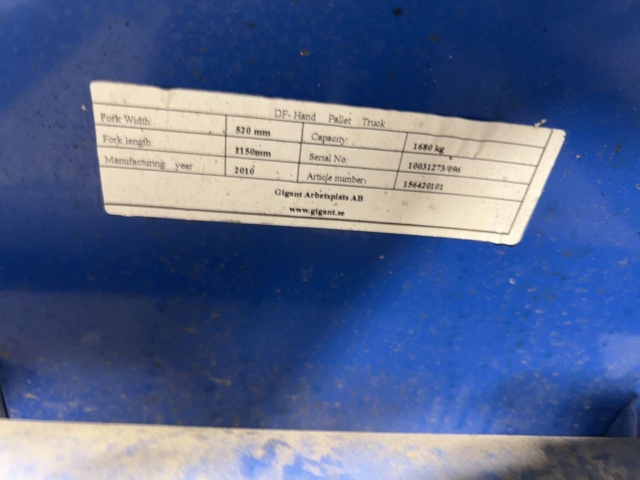 DF- Hand Pallet Truck
Fork Width 520 mm Capacity: 1680 kg
Fork length 1150mm Serial No: 10031273/096
Manufacturing year 2010 Article number: 156420101
Gigant Arbetsplats AB
www.gigant.se